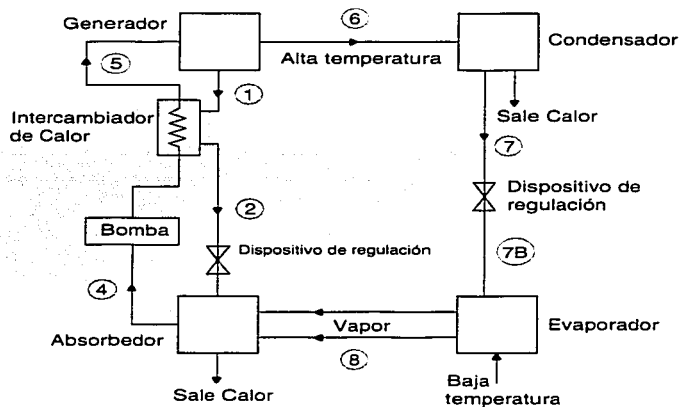 6
Generador
Condensador
Alta temperatura
5
1
Sale Calor
Intercambiador
de Calor
7
Dispositivo de
regulación
2
Bomba
Dispositivo de regulación
7B
4
Vapor
Evaporador
Absorbedor
8
Baja
temperatura
Sale Calor